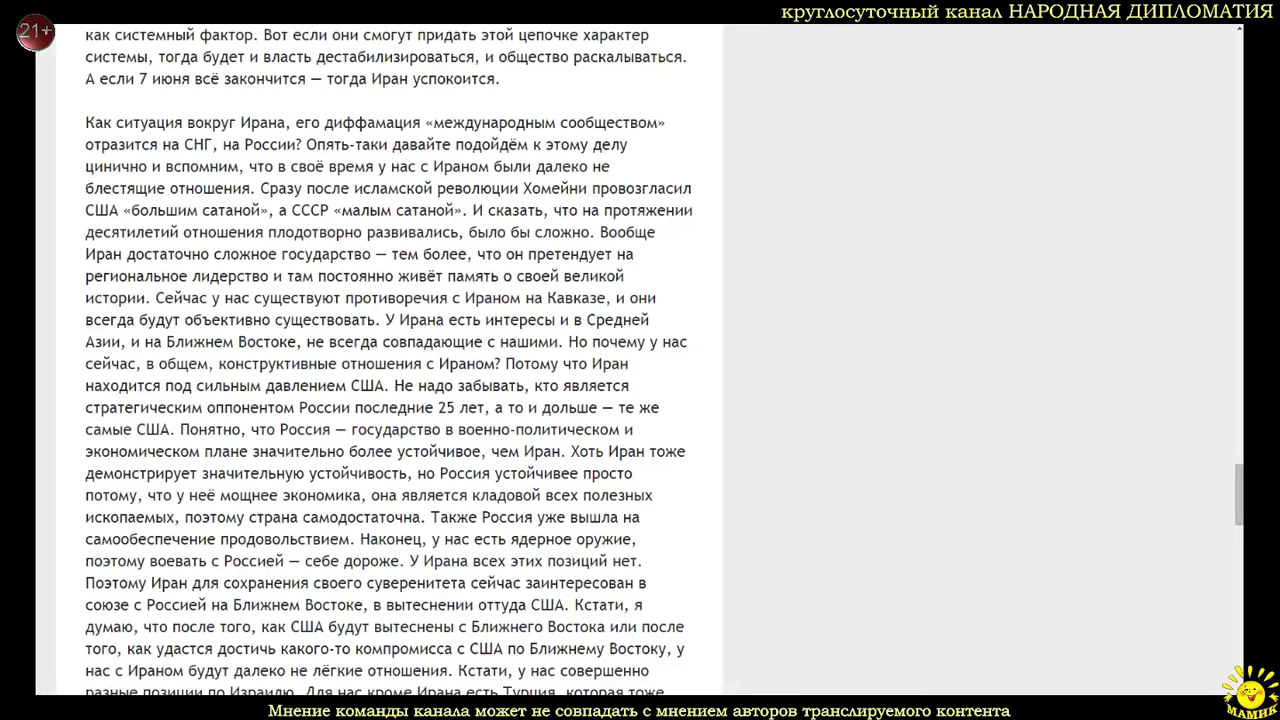 круглосуточный канал НАРОДНАЯ ДИПЛОМАТИЯ
21+
как системный фактор. Вот если они смогут придать этой цепочке характер
системы, тогда будет и власть дестабилизироваться, и общество раскалываться.
А если 7 июня всё закончится — тогда Иран успокоится.
Как ситуация вокруг Ирана, его диффамация «международным сообществом»
отразится на СНГ, на России? Опять-таки давайте подойдём к этому делу
цинично и вспомним, что в своё время у нас с Ираном были далеко не
блестящие отношения. Сразу после исламской революции Хомейни провозгласил
США «большим сатаной», а СССР «малым сатаной». И сказать, что на протяжении
десятилетий отношения плодотворно развивались, было бы сложно. Вообще
Иран достаточно сложное государство — тем более, что он претендует на
региональное лидерство и там постоянно живёт память о своей великой
истории. Сейчас у нас существуют противоречия с Ираном на Кавказе, и они
всегда будут объективно существовать. У Ирана есть интересы и в Средней
Азии, и на Ближнем Востоке, не всегда совпадающие с нашими. Но почему у нас
сейчас, в общем, конструктивные отношения с Ираном? Потому что Иран
находится под сильным давлением США. Не надо забывать, кто является
стратегическим оппонентом России последние 25 лет, а то и дольше — те же
самые США. Понятно, что Россия — государство в военно-политическом и
экономическом плане значительно более устойчивое, чем Иран. Хоть Иран тоже
демонстрирует значительную устойчивость, но Россия устойчивее просто
потому, что у неё мощнее экономика, она является кладовой всех полезных
ископаемых, поэтому страна самодостаточна. Также Россия уже вышла на
самообеспечение продовольствием. Наконец, у нас есть ядерное оружие,
поэтому воевать с Россией — себе дороже. У Ирана всех этих позиций нет.
Поэтому Иран для сохранения своего суверенитета сейчас заинтересован в
союзе с Россией на Ближнем Востоке, в вытеснении оттуда США. Кстати, я
думаю, что после того, как США будут вытеснены с Ближнего Востока или после
того, как удастся достичь какого-то компромисса с США по Ближнему Востоку, у
нас с Ираном будут далеко не лёгкие отношения. Кстати, у нас совершенно
разные позиции по Израилю. Для нас кроме Ирана есть Турция, которая тоже
МАМИК
Мнение команды канала может не совпадать с мнением авторов транслируемого контента